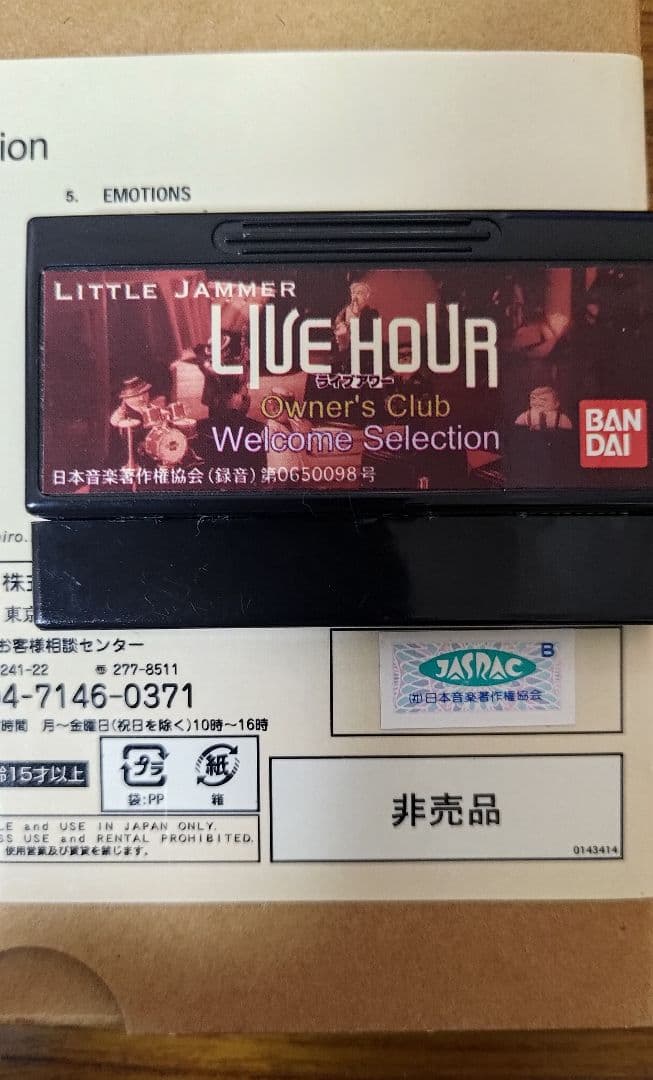 ion
5. EMOTIONS
LITTLE JAMMER
LIVE HOUR
ライブアワー
Owner's Club
Welcome Selection
BAN
DAI
日本音楽著作権協会(録音)第0650098号
iro.
株式
東京
お客様相談センター
241-22 〠 277-8511
4-7146-0371
時間 月~金曜日(祝日を除く)10時~16時
齢15才以上
プラ
袋:PP
紙
箱
LE and USE IN JAPAN ONLY.
SS USE and RENTAL PROHIBITED.
使用営業及び賃貸を禁じます。
B
JASRAC
(社)日本音楽著作権協会
非売品
0143414